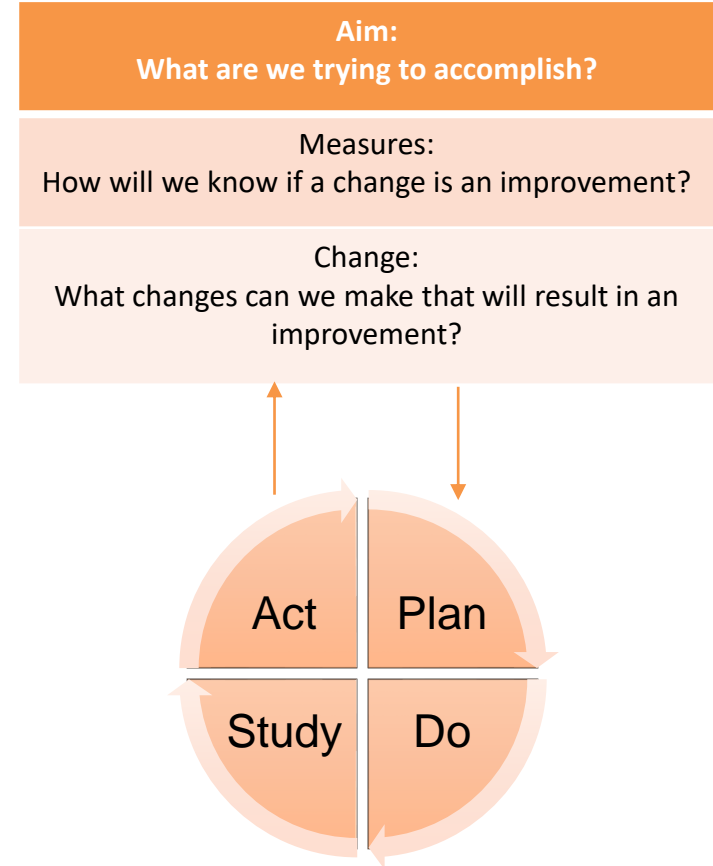 Aim:
What are we trying to accomplish?
Measures:
How will we know if a change is an improvement?
Change:
What changes can we make that will result in an
improvement?
Act
Plan
Study
Do